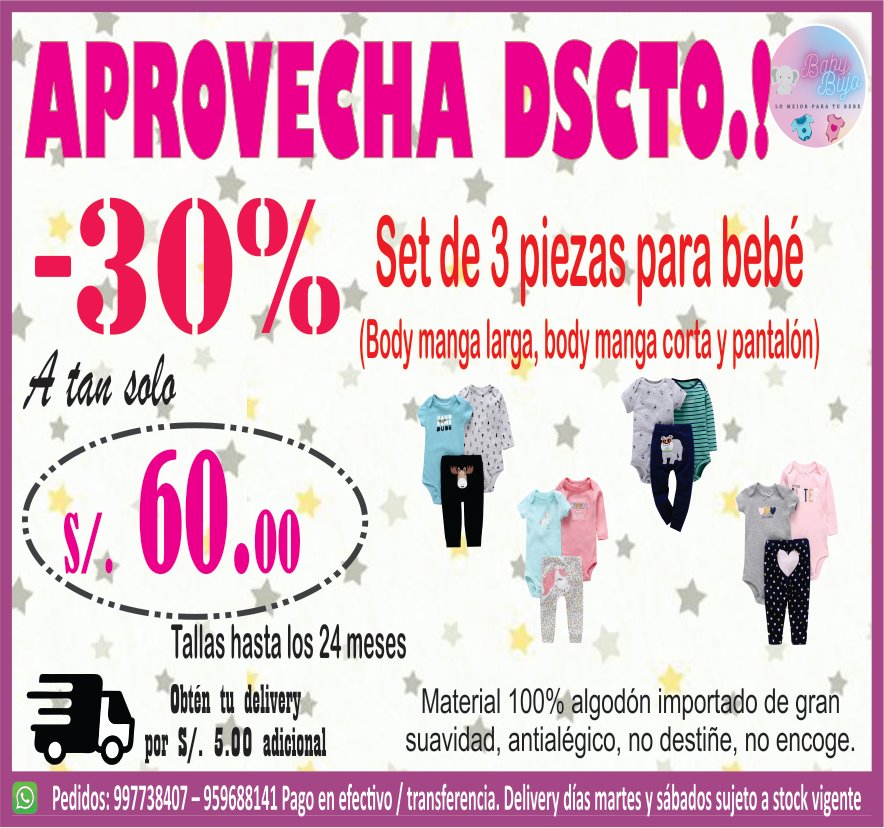 APROVECHA DSCTO.!
Baby
Buyo
LO MEJOR PARA TU BEBE
-30%
Set de 3 piezas para bebé
(Body manga larga, body manga corta y pantalón)
A tan solo
S/. 60.00
Tallas hasta los 24 meses
Obtén tu delivery
por S/. 5.00 adicional
Material 100% algodón importado de gran
suavidad, antialégico, no destiñe, no encoge.
Pedidos: 997738407 – 959688141 Pago en efectivo / transferencia. Delivery días martes y sábados sujeto a stock vigente